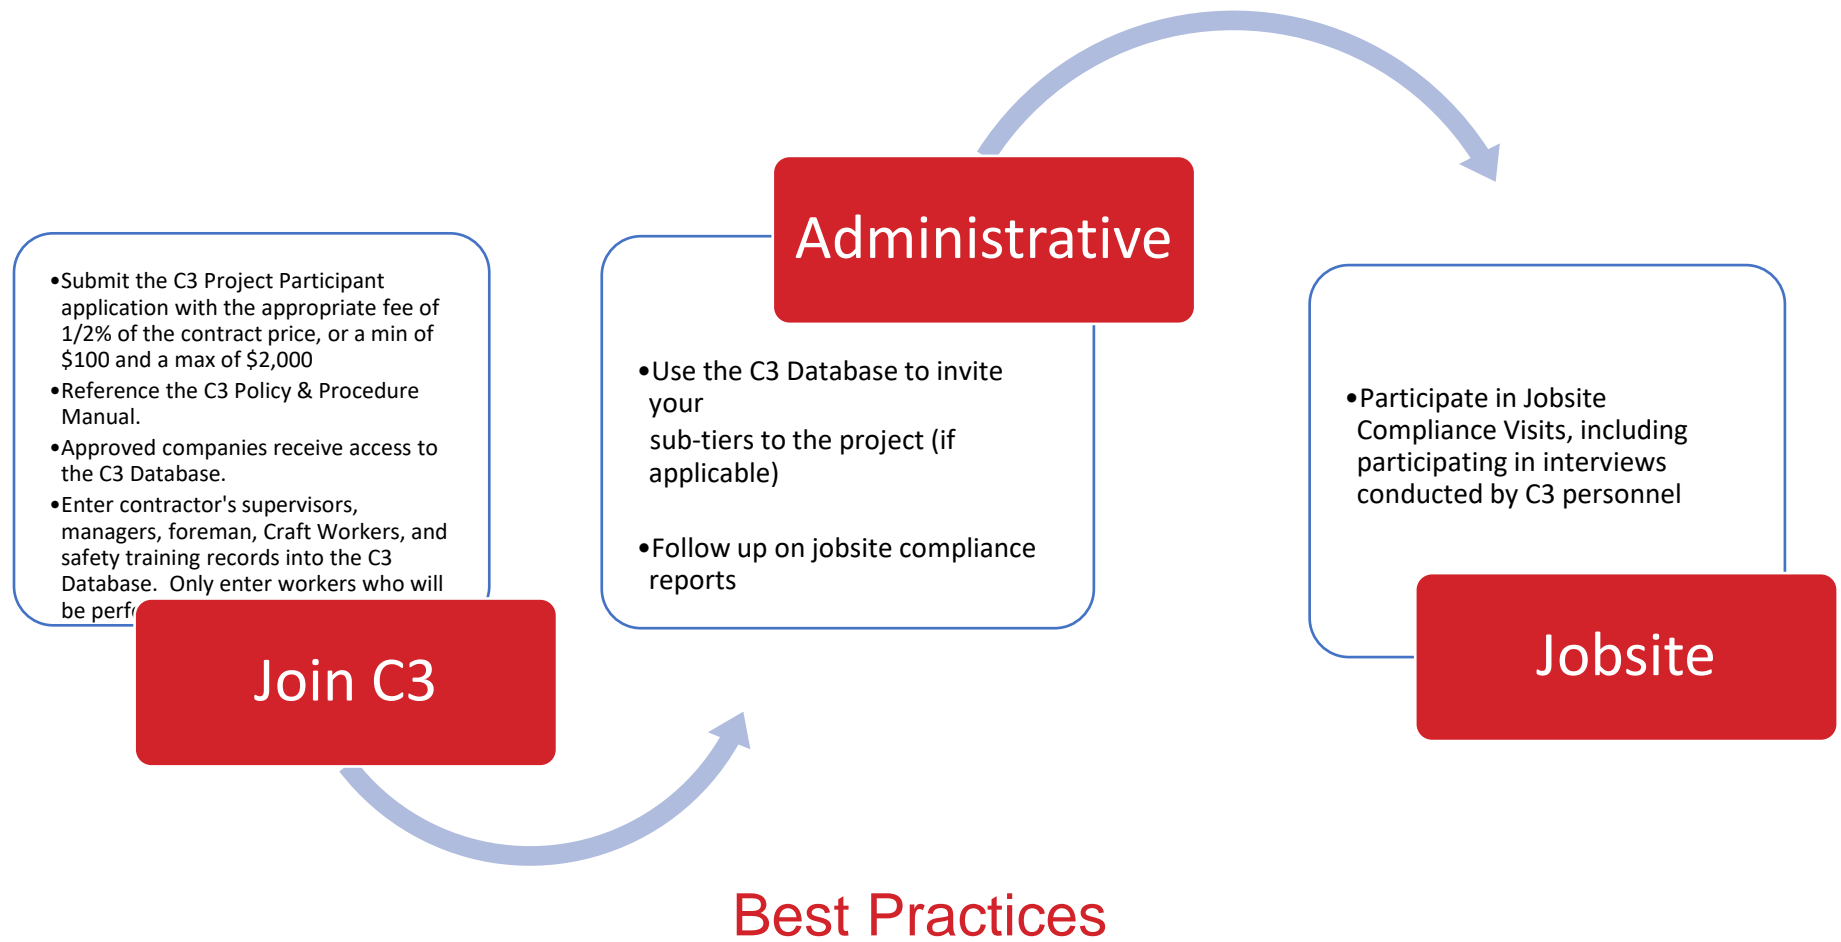 •Submit the C3 Project Participant
application with the appropriate fee of
1/2% of the contract price, or a min of
$100 and a max of $2,000
•Reference the C3 Policy & Procedure
Manual.
•Approved companies receive access to
the C3 Database.
•Enter contractor's supervisors,
managers, foreman, Craft Workers, and
safety training records into the C3
Database.  Only enter workers who will
be
Join C3
Administrative
•Use the C3 Database to invite
your
sub-tiers to the project (if
applicable)
•Follow up on jobsite compliance
reports
•Participate in Jobsite
Compliance Visits, including
participating in interviews
conducted by C3 personnel
Jobsite
Best Practices